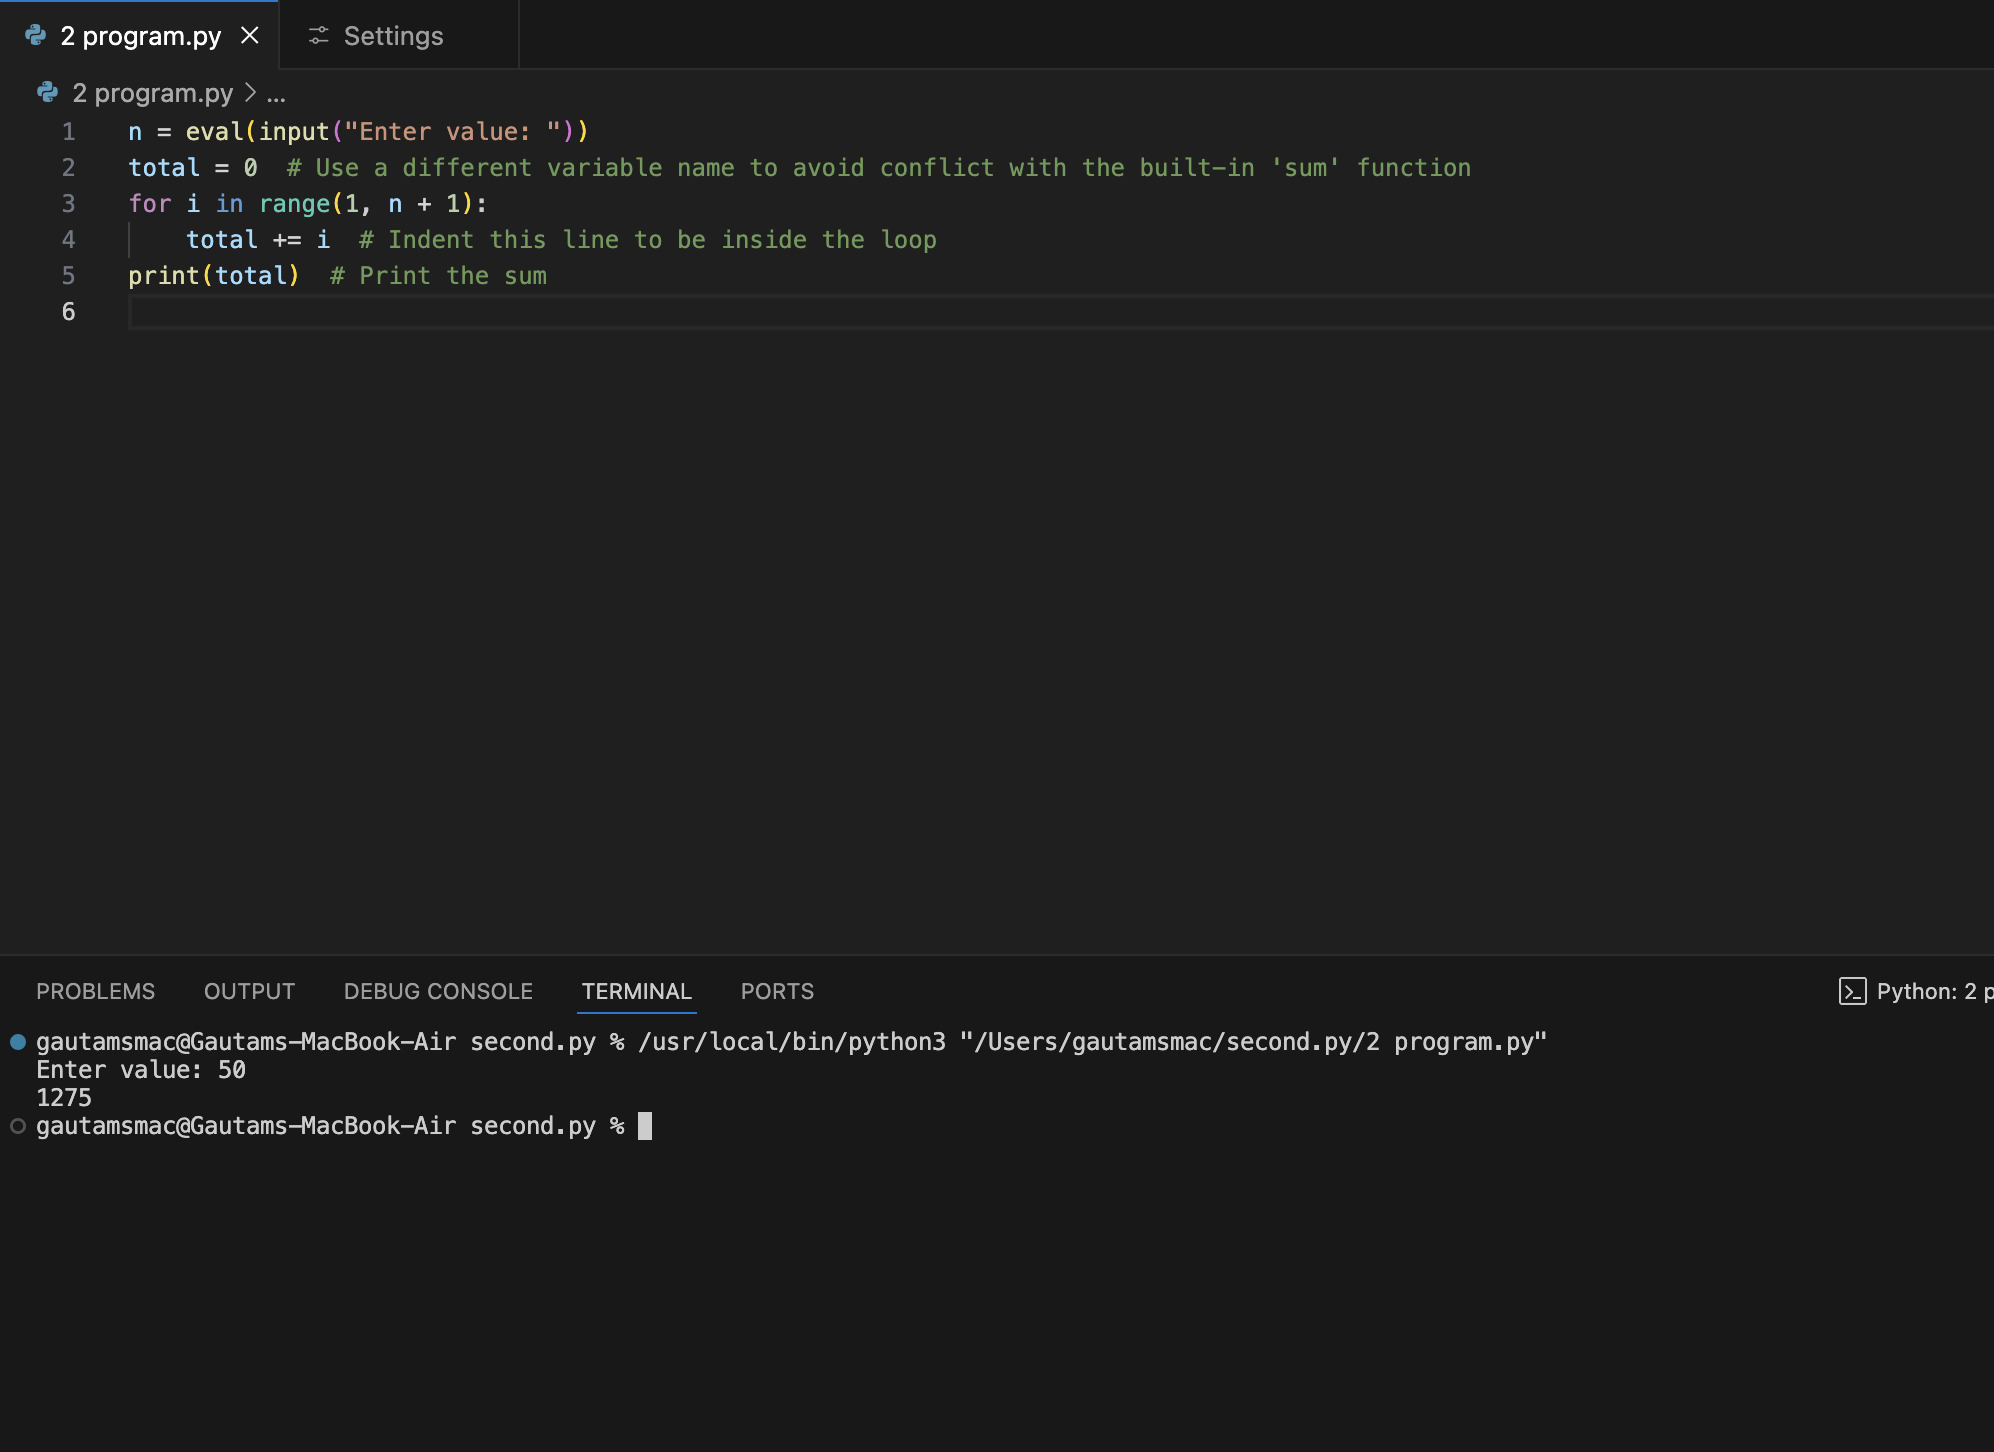 2 program.py
Settings
2 program.py > ...
1 n = eval(input("Enter value: "))
2 total = 0  # Use a different variable name to avoid conflict with the built-in 'sum' function
3 for i in range(1, n + 1):
4     total += i  # Indent this line to be inside the loop
5 print(total)  # Print the sum
6
PROBLEMS OUTPUT DEBUG CONSOLE TERMINAL PORTS Python: 2 p
gautamsmac@Gautams-MacBook-Air second.py % /usr/local/bin/python3 "/Users/gautamsmac/second.py/2 program.py"
Enter value: 50
1275
gautamsmac@Gautams-MacBook-Air second.py %